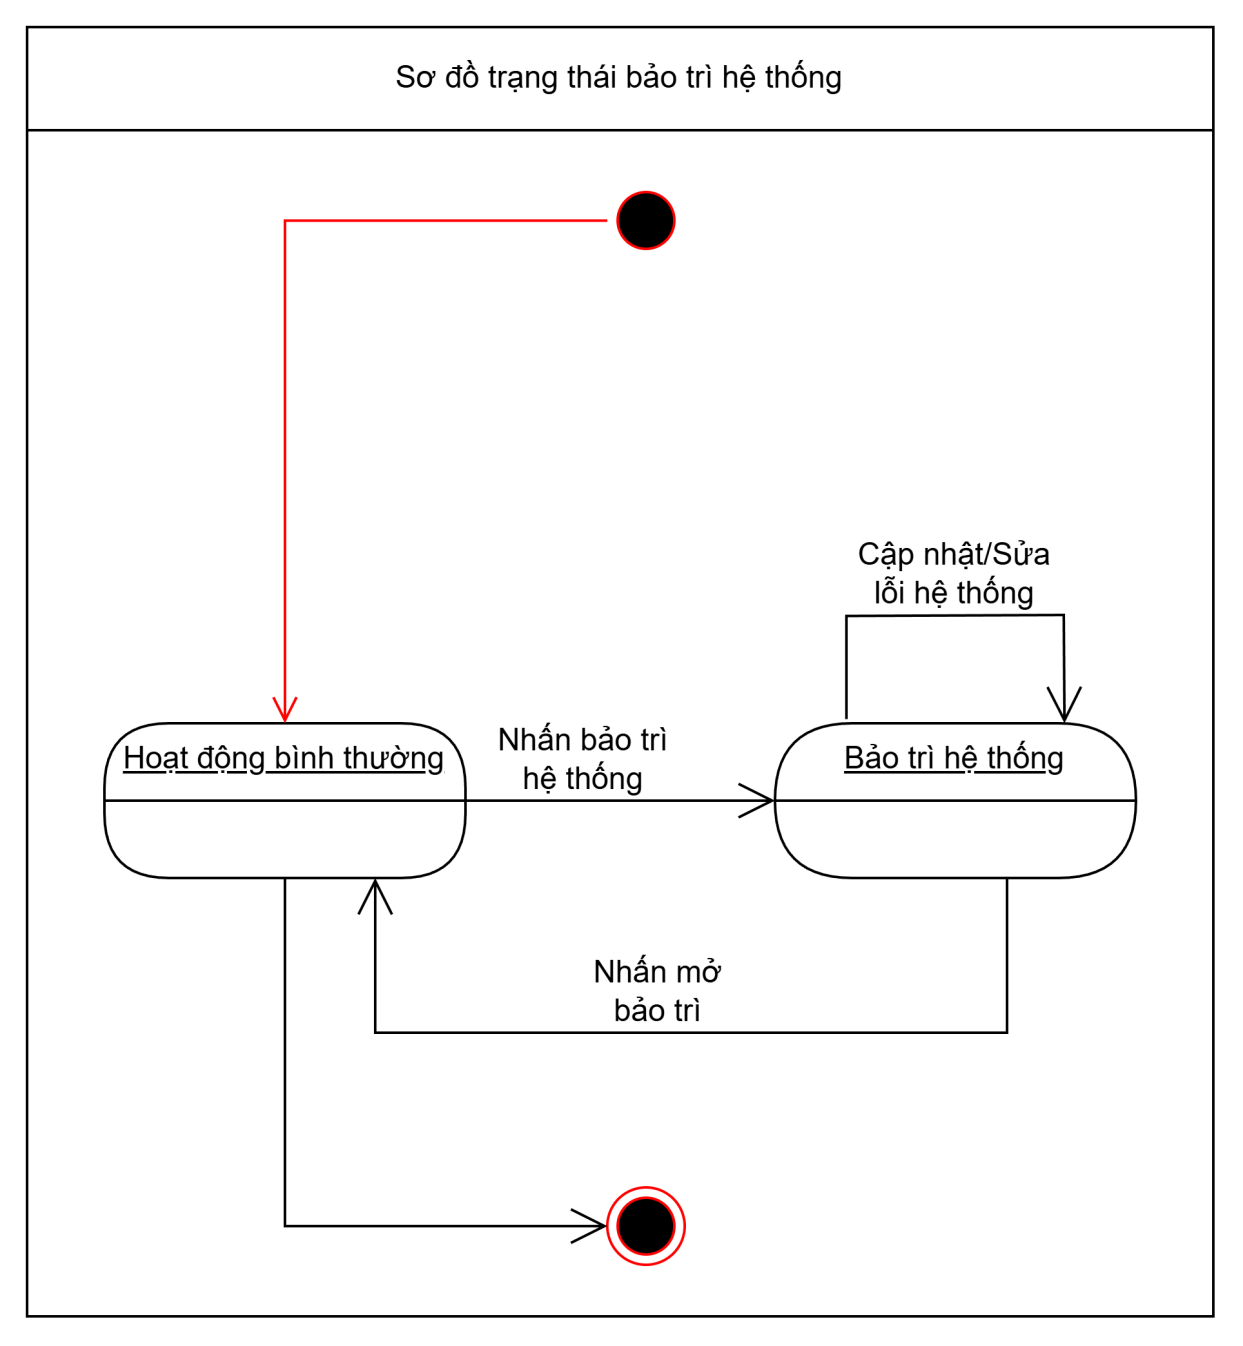 Sơ đồ trạng thái bảo trì hệ thống
Cập nhật/Sửa
lỗi hệ thống
Hoạt động bình thường
Nhấn bảo trì
hệ thống
Bảo trì hệ thống
Nhấn mở
bảo trì